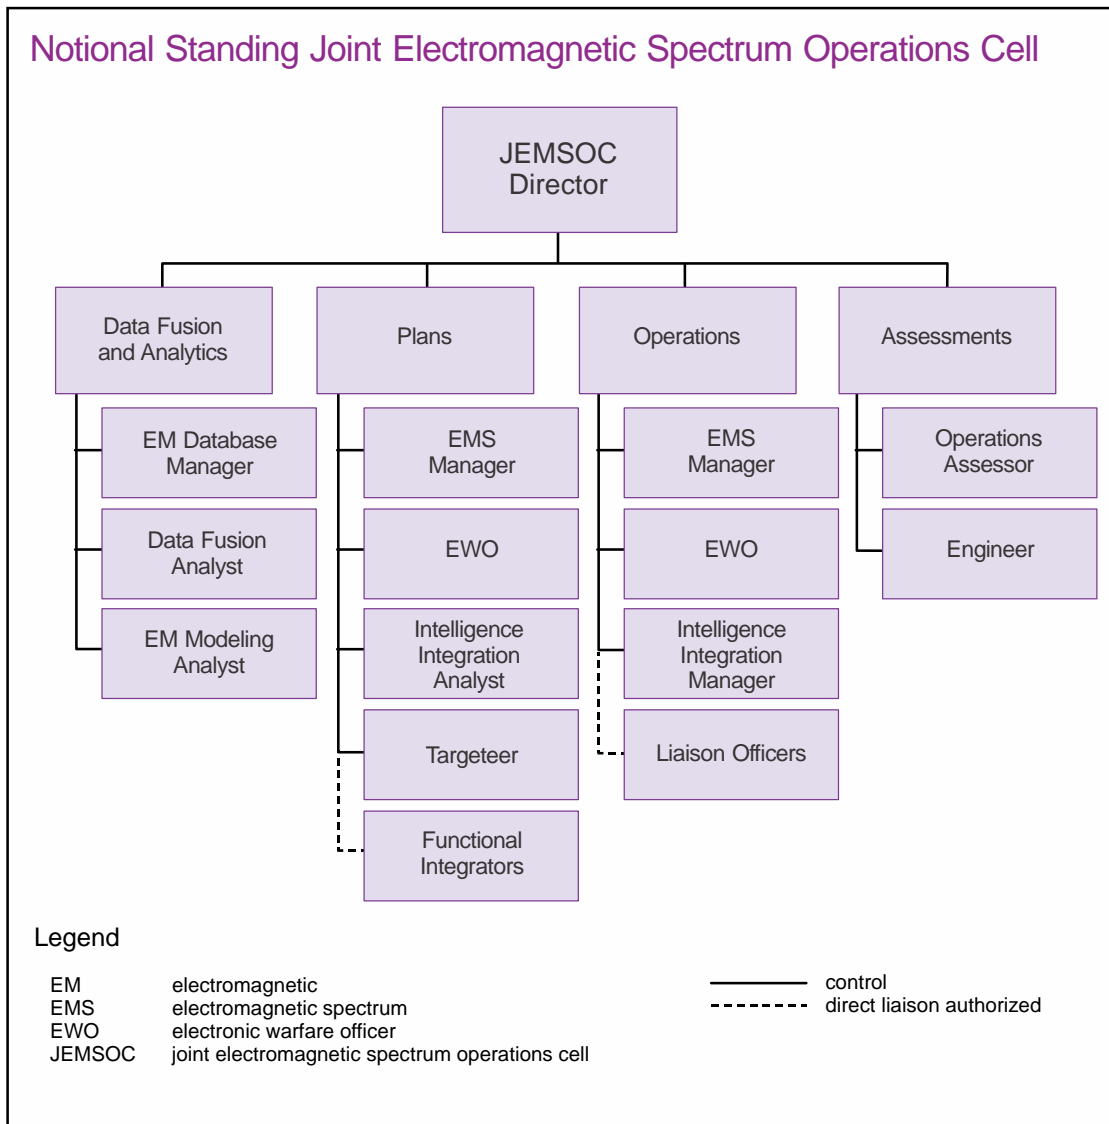 Notional Standing Joint Electromagnetic Spectrum Operations Cell
JEMSOC
Director
Data Fusion
and Analytics
Plans
Operations
Assessments
EM Database
Manager
EMS
Manager
EMS
Manager
Operations
Assessor
Data Fusion
Analyst
EWO
EWO
Engineer
EM Modeling
Analyst
Intelligence
Integration
Analyst
Intelligence
Integration
Manager
Targeteer
Liaison Officers
Functional
Integrators
Legend
EM electromagnetic
EMS electromagnetic spectrum
EWO electronic warfare officer
JEMSOC joint electromagnetic spectrum operations cell
control
direct liaison authorized